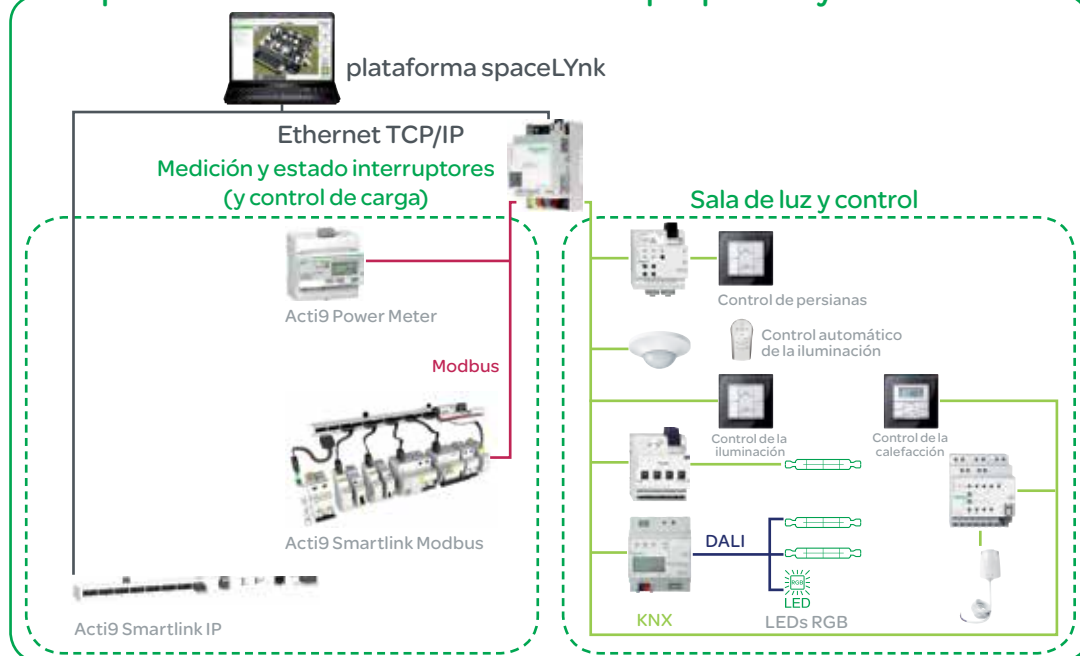 plataforma spaceLYnk
Ethernet TCP/IP
Medición y estado interruptores
(y control de carga)
Sala de luz y control
Acti9 Power Meter
Control de persianas
Control automático
de la iluminación
Modbus
Control de la
iluminación
Control de la
calefacción
Acti9 Smartlink Modbus
DALI
RGB
LED
KNX
LEDs RGB
Acti9 Smartlink IP